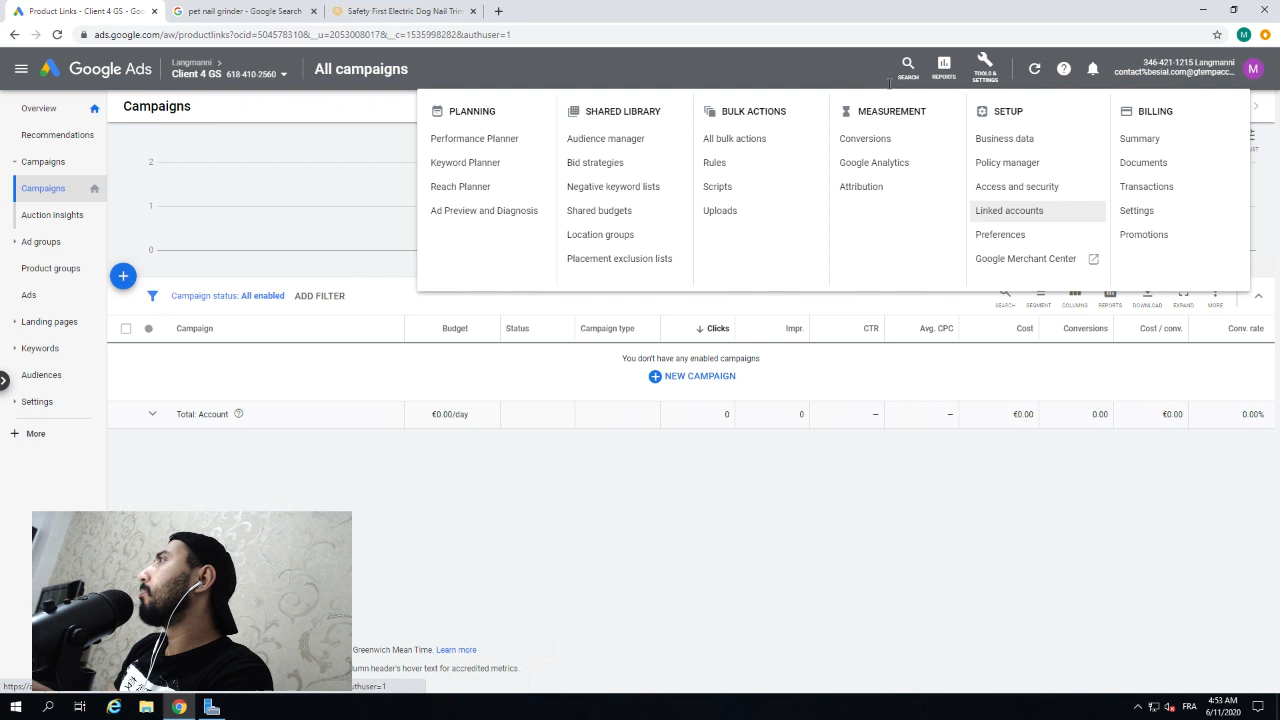 Product Links - Client 4 GS - G
pet nail grinder - Google Search
Safety First Electric Dog Nail Trim
ads.google.com/aw/productlinks?ocid=504578310&__u=2053008017&__c=1535998282&authuser=1
M
Google Ads
Langmanni
Client 4 GS 618-410-2560
All campaigns
SEARCH
REPORTS
TOOLS & SETTINGS
346-421-1215 Langmanni
contact%besial.com@gtempacc...
M
Overview
Recommendations
Campaigns
Campaigns
Auction insights
Ad groups
Product groups
Ads
Landing pages
Keywords
Audiences
Settings
More
Campaigns
2
1
0
PLANNING
Performance Planner
Keyword Planner
Reach Planner
Ad Preview and Diagnosis
SHARED LIBRARY
Audience manager
Bid strategies
Negative keyword lists
Shared budgets
Location groups
Placement exclusion lists
BULK ACTIONS
All bulk actions
Rules
Scripts
Uploads
MEASUREMENT
Conversions
Google Analytics
Attribution
SETUP
Business data
Policy manager
Access and security
Linked accounts
Preferences
Google Merchant Center
BILLING
Summary
Documents
Transactions
Settings
Promotions
Campaign status: All enabled ADD FILTER
SEARCH SEGMENT COLUMNS REPORTS DOWNLOAD EXPAND MORE
Campaign Budget Status Campaign type Clicks Impr. CTR Avg. CPC Cost Conversions Cost / conv. Conv. rate
You don't have any enabled campaigns
NEW CAMPAIGN
Total: Account €0.00/day 0 0 — — €0.00 0.00 €0.00 0.00%
Greenwich Mean Time. Learn more
column header's hover text for accredited metrics.
authuser=1
FRA
4:53 AM
6/11/2020